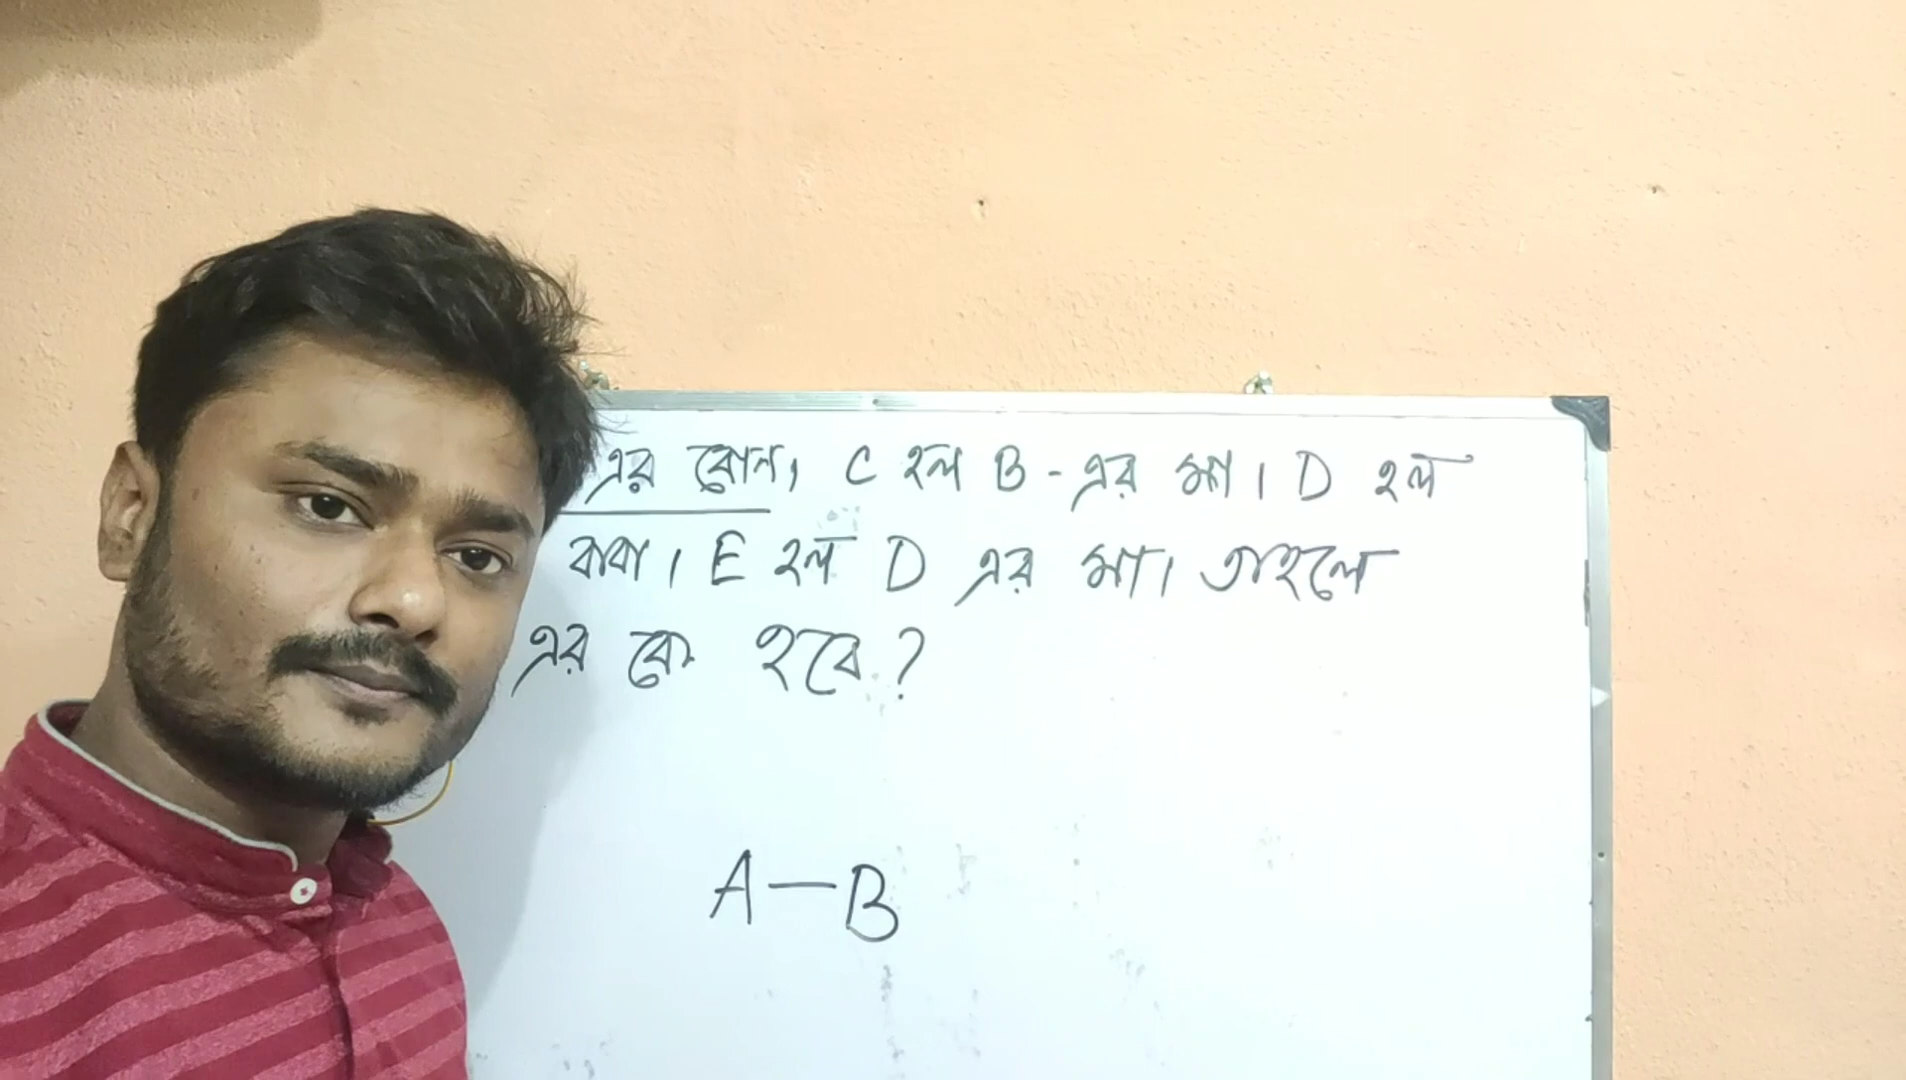 এর বোন, C হল B - এর মা। D হল
বাবা। E হল D এর মা। তাহলে
এর কে হবে?
A — B